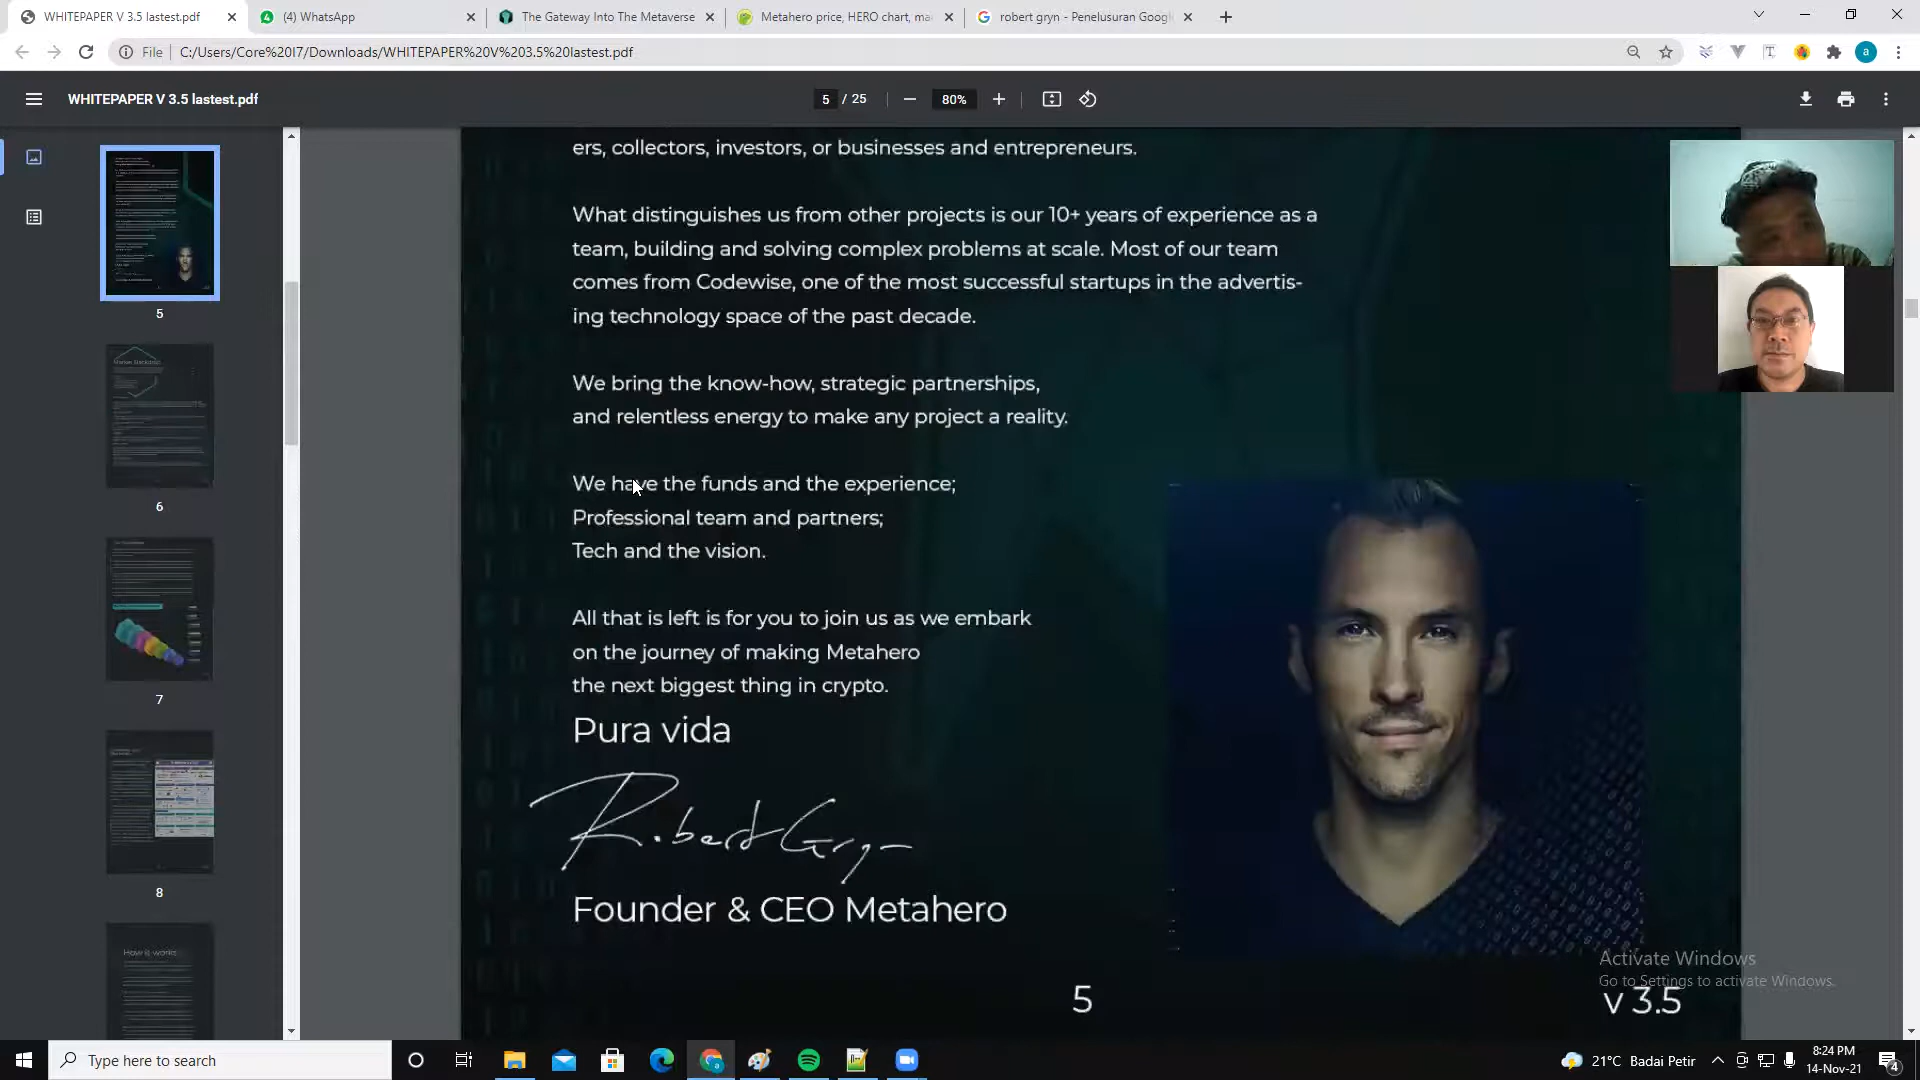 WHITEPAPER V 3.5 lastest.pdf
(4) WhatsApp
The Gateway Into The Metaverse
Metahero price, HERO chart, ma
robert gryn - Penelusuran Google
File
C:/Users/Core%20I7/Downloads/WHITEPAPER%20V%203.5%20lastest.pdf
a
WHITEPAPER V 3.5 lastest.pdf
5 / 25
80%
5
6
7
8
How it works
ers, collectors, investors, or businesses and entrepreneurs.
What distinguishes us from other projects is our 10+ years of experience as a
team, building and solving complex problems at scale. Most of our team
comes from Codewise, one of the most successful startups in the advertis-
ing technology space of the past decade.
We bring the know-how, strategic partnerships,
and relentless energy to make any project a reality.
We have the funds and the experience;
Professional team and partners;
Tech and the vision.
All that is left is for you to join us as we embark
on the journey of making Metahero
the next biggest thing in crypto.
Pura vida
Robert Gryn
Founder & CEO Metahero
5
v 3.5
Activate Windows
Go to Settings to activate Windows.
Type here to search
21°C Badai Petir
8:24 PM
14-Nov-21
4